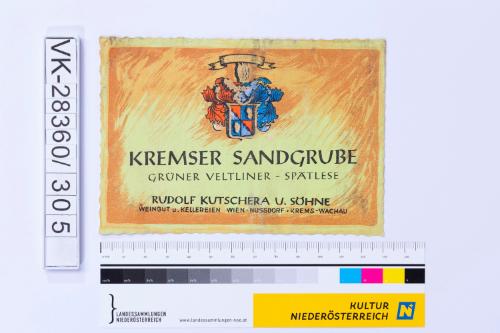 VK-28360/305
KREMSER SANDGRUBE
GRÜNER VELTLINER - SPÄTLESE
RUDOLF KUTSCHERA U. SÖHNE
WEINGUT u. KELLEREIEN WIEN-NUSSDORF · KREMS-WACHAU
LANDESSAMMLUNGEN
NIEDERÖSTERREICH
www.landessammlungen-noe.at
KULTUR
NIEDERÖSTERREICH
N